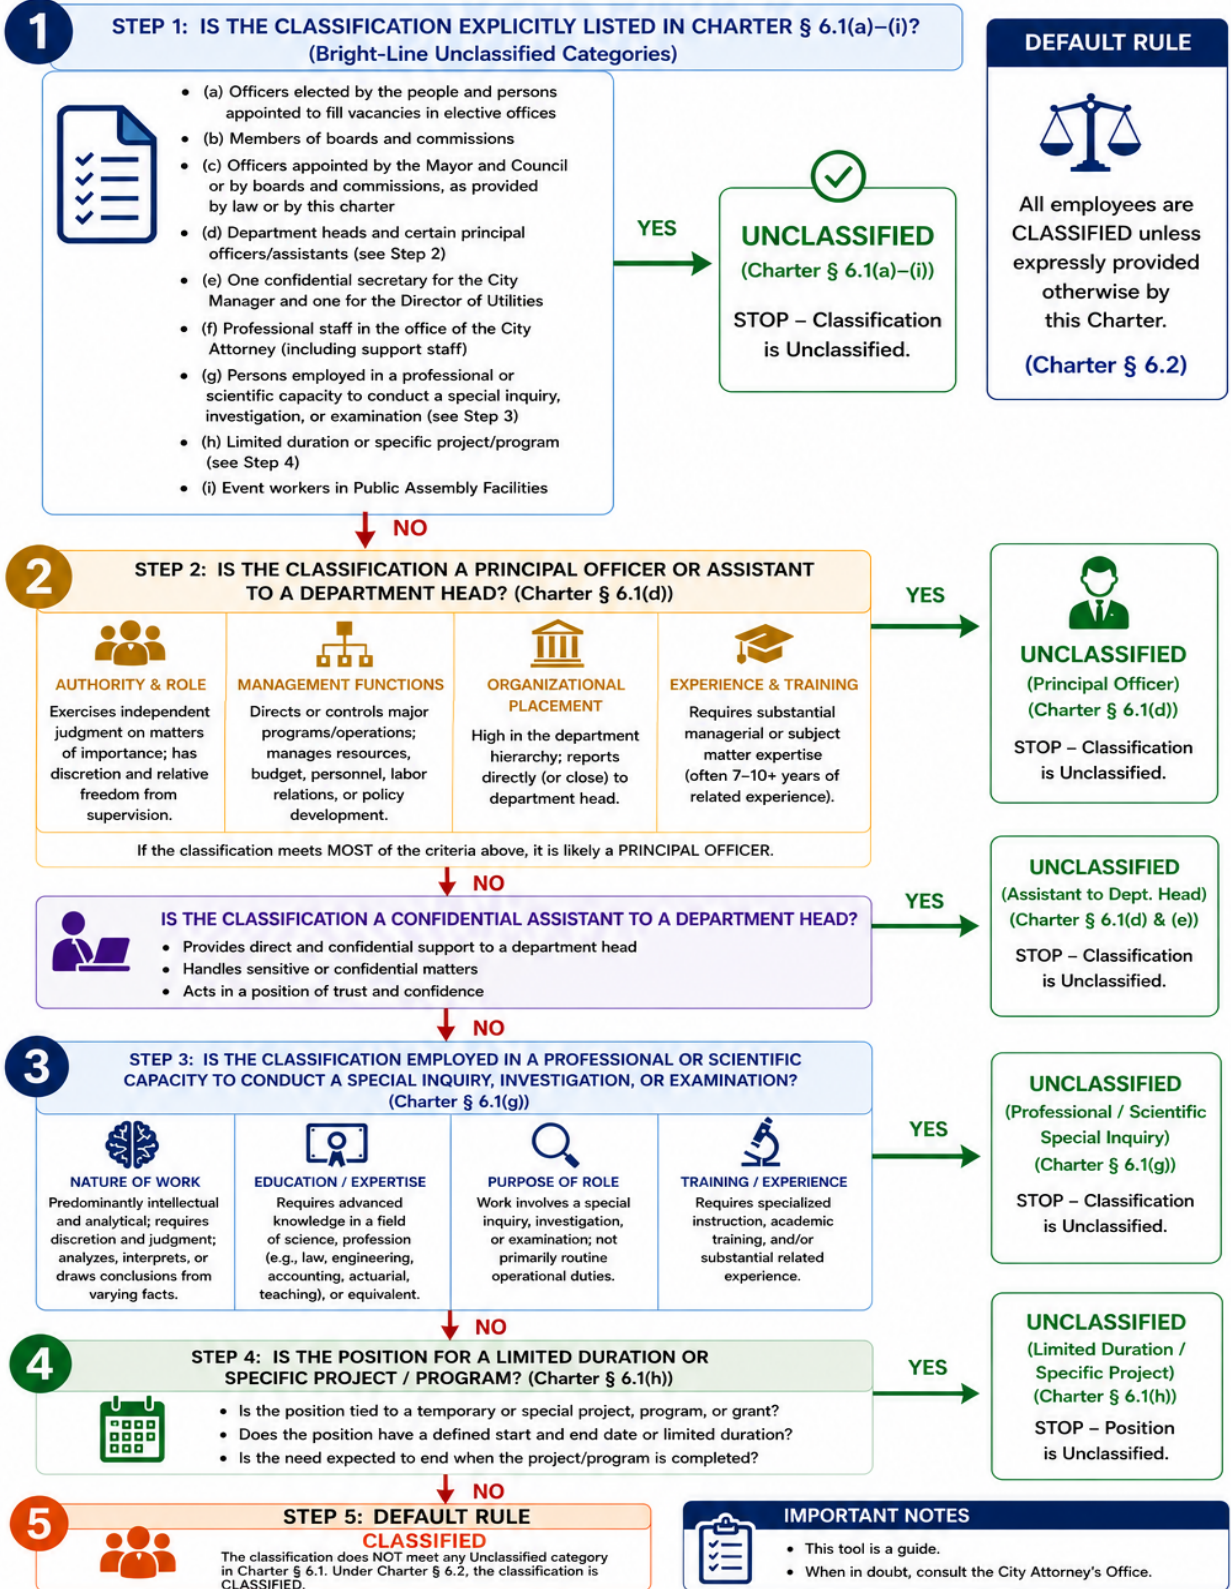 1
STEP 1: IS THE CLASSIFICATION EXPLICITLY LISTED IN CHARTER § 6.1(a)–(i)?
(Bright-Line Unclassified Categories)
• (a) Officers elected by the people and persons
appointed to fill vacancies in elective offices
• (b) Members of boards and commissions
• (c) Officers appointed by the Mayor and Council
or by boards and commissions, as provided
by law or by this charter
• (d) Department heads and certain principal
officers/assistants (see Step 2)
• (e) One confidential secretary for the City
Manager and one for the Director of Utilities
• (f) Professional staff in the office of the City
Attorney (including support staff)
• (g) Persons employed in a professional or
scientific capacity to conduct a special inquiry,
investigation, or examination (see Step 3)
• (h) Limited duration or specific project/program
(see Step 4)
• (i) Event workers in Public Assembly Facilities
YES
UNCLASSIFIED
(Charter § 6.1(a)–(i))
STOP – Classification
is Unclassified.
DEFAULT RULE
All employees are
CLASSIFIED unless
expressly provided
otherwise by
this Charter.
(Charter § 6.2)
NO
2
STEP 2: IS THE CLASSIFICATION A PRINCIPAL OFFICER OR ASSISTANT
TO A DEPARTMENT HEAD? (Charter § 6.1(d))
AUTHORITY & ROLE
Exercises independent
judgment on matters
of importance; has
discretion and relative
freedom from
supervision.
MANAGEMENT FUNCTIONS
Directs or controls major
programs/operations;
manages resources,
budget, personnel, labor
relations, or policy
development.
ORGANIZATIONAL
PLACEMENT
High in the department
hierarchy; reports
directly (or close) to
department head.
EXPERIENCE & TRAINING
Requires substantial
managerial or subject
matter expertise
(often 7–10+ years of
related experience).
If the classification meets MOST of the criteria above, it is likely a PRINCIPAL OFFICER.
YES
UNCLASSIFIED
(Principal Officer)
(Charter § 6.1(d))
STOP – Classification
is Unclassified.
NO
IS THE CLASSIFICATION A CONFIDENTIAL ASSISTANT TO A DEPARTMENT HEAD?
• Provides direct and confidential support to a department head
• Handles sensitive or confidential matters
• Acts in a position of trust and confidence
YES
UNCLASSIFIED
(Assistant to Dept. Head)
(Charter § 6.1(d) & (e))
STOP – Classification
is Unclassified.
NO
3
STEP 3: IS THE CLASSIFICATION EMPLOYED IN A PROFESSIONAL OR SCIENTIFIC
CAPACITY TO CONDUCT A SPECIAL INQUIRY, INVESTIGATION, OR EXAMINATION?
(Charter § 6.1(g))
NATURE OF WORK
Predominantly intellectual
and analytical; requires
discretion and judgment;
analyzes, interprets, or
draws conclusions from
varying facts.
EDUCATION / EXPERTISE
Requires advanced
knowledge in a field
of science, profession
(e.g., law, engineering,
accounting, actuarial,
teaching), or equivalent.
PURPOSE OF ROLE
Work involves a special
inquiry, investigation,
or examination; not
primarily routine
operational duties.
TRAINING / EXPERIENCE
Requires specialized
instruction, academic
training, and/or
substantial related
experience.
YES
UNCLASSIFIED
(Professional / Scientific
Special Inquiry)
(Charter § 6.1(g))
STOP – Classification
is Unclassified.
NO
4
STEP 4: IS THE POSITION FOR A LIMITED DURATION OR
SPECIFIC PROJECT / PROGRAM? (Charter § 6.1(h))
• Is the position tied to a temporary or special project, program, or grant?
• Does the position have a defined start and end date or limited duration?
• Is the need expected to end when the project/program is completed?
YES
UNCLASSIFIED
(Limited Duration /
Specific Project)
(Charter § 6.1(h))
STOP – Position
is Unclassified.
NO
5
STEP 5: DEFAULT RULE
CLASSIFIED
The classification does NOT meet any Unclassified category
in Charter § 6.1. Under Charter § 6.2, the classification is
CLASSIFIED.
IMPORTANT NOTES
• This tool is a guide.
• When in doubt, consult the City Attorney's Office.